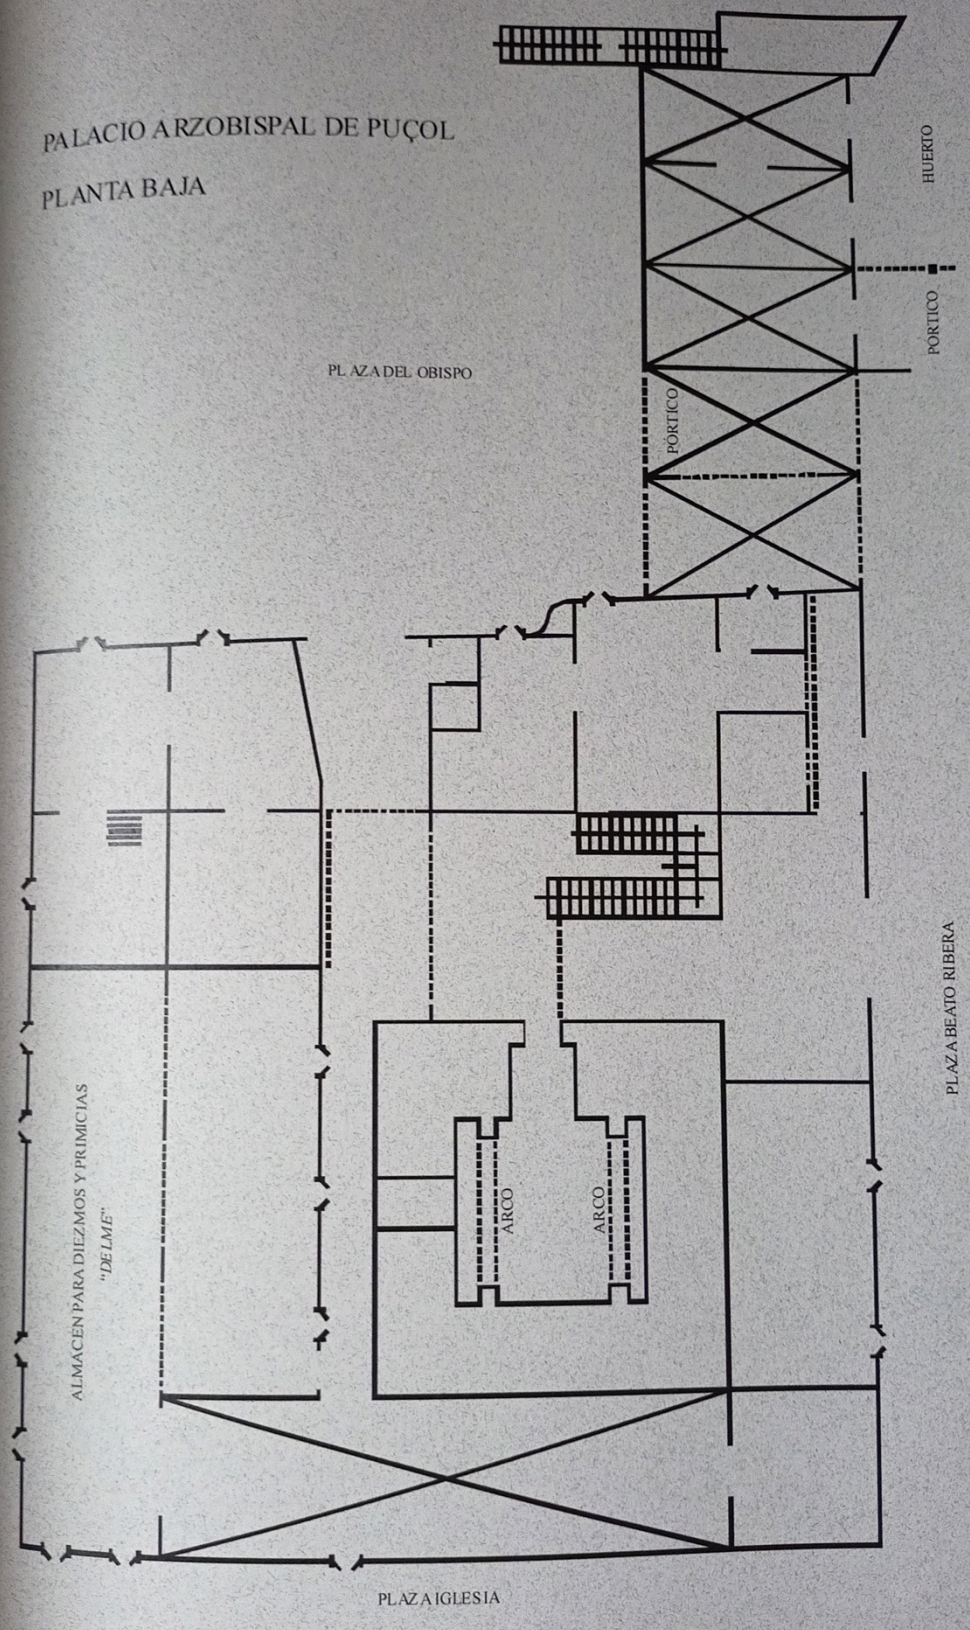 PALACIO ARZOBISPAL DE PUÇOL
PLANTA BAJA
HUERTO
PORTICO
PLAZA DEL OBISPO
PÓRTICO
PLAZA BEATO RIBERA
ALMACEN PARA DIEZMOS Y PRIMICIAS
"DELME"
ARCO
ARCO
PLAZA IGLESIA